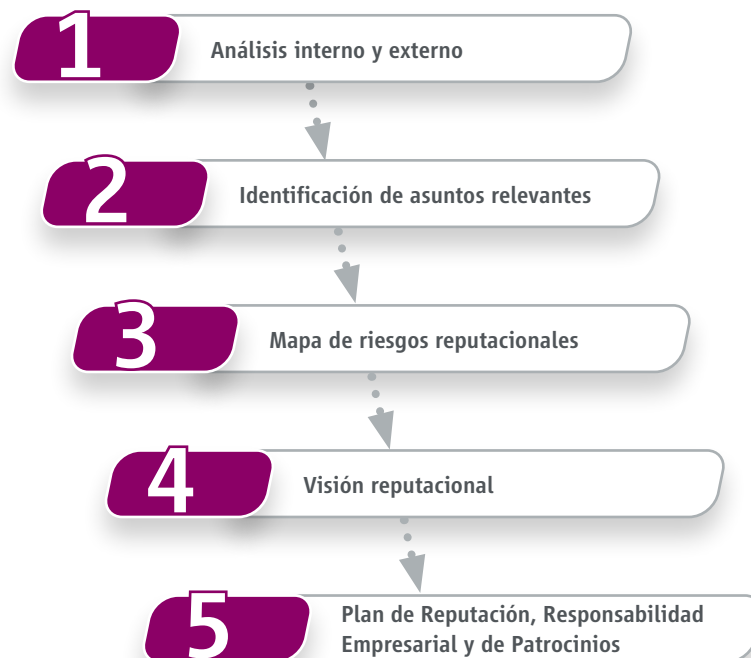 1
Análisis interno y externo
2
Identificación de asuntos relevantes
3
Mapa de riesgos reputacionales
4
Visión reputacional
5
Plan de Reputación, Responsabilidad
Empresarial y de Patrocinios